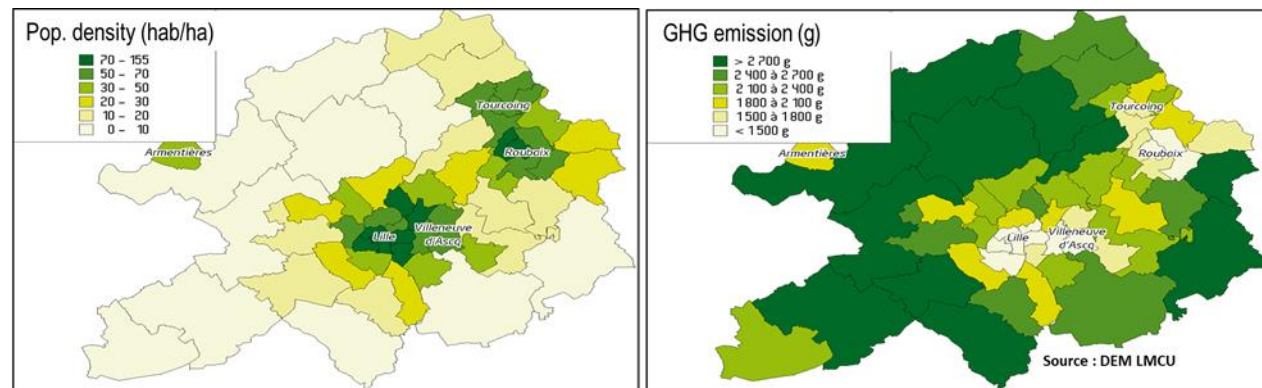 Pop. density (hab/ha)
70 – 155
50 – 70
30 – 50
20 – 30
10 – 20
0 – 10
Tourcoing
Armentières
Roubaix
Lille
Villeneuve
d'Ascq
GHG emission (g)
> 2 700 g
2 400 à 2 700 g
2 100 à 2 400 g
1 800 à 2 100 g
1 500 à 1 800 g
< 1 500 g
Tourcoing
Armentières
Roubaix
Lille
Villeneuve
d'Ascq
Source : DEM LMCU